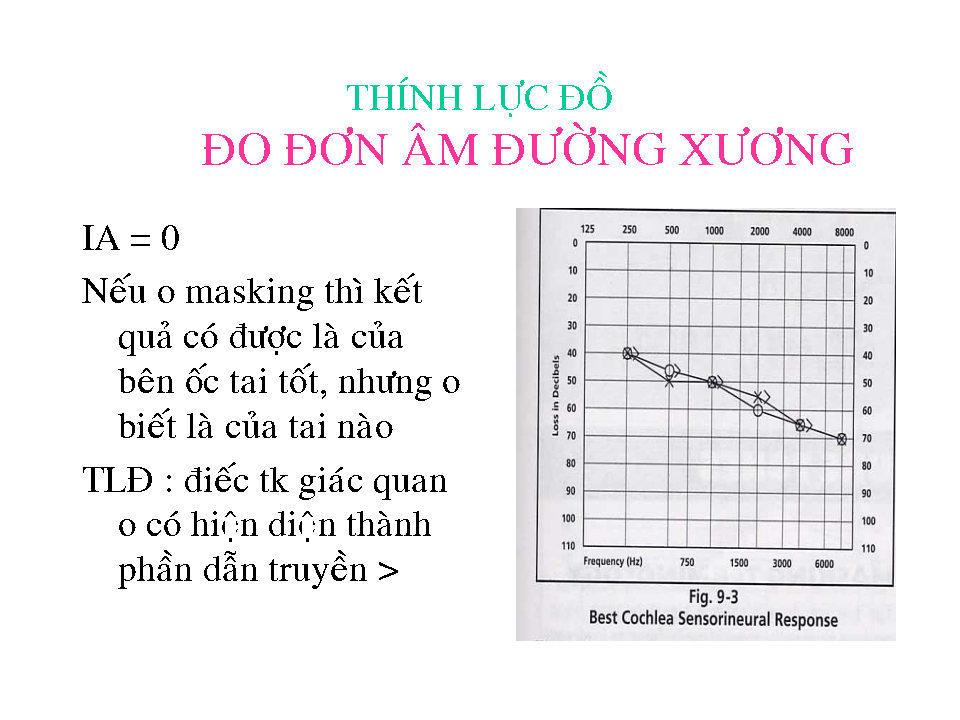 THÍNH LỰC ĐỒ
ĐO ĐƠN ÂM ĐƯỜNG XƯƠNG
IA = 0
Nếu o masking thì kết
quả có được là của
bên ốc tai tốt, nhưng o
biết là của tai nào
TLĐ : điếc tk giác quan
o có hiện diện thành
phần dẫn truyền >
125 250 500 1000 2000 4000 8000
0 0
10 10
20 20
30 30
40 40
50 50
60 60
70 70
80 80
90 90
100 100
110 110
Loss in Decibels
Frequency (Hz) 750 1500 3000 6000
Fig. 9-3
Best Cochlea Sensorineural Response